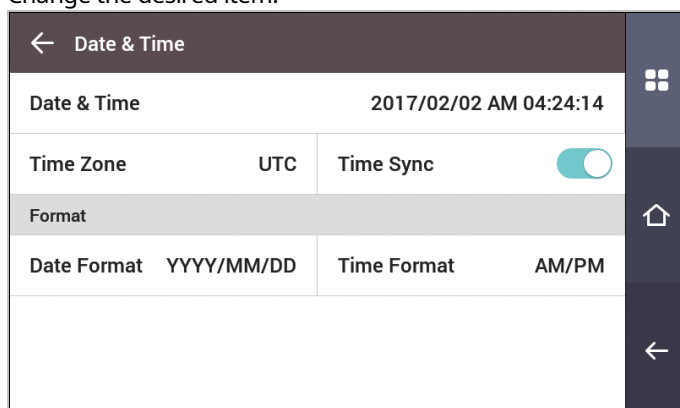 Change the desired item.
Date & Time
Date & Time 2017/02/02 AM 04:24:14
Time Zone UTC Time Sync
Format
Date Format YYYY/MM/DD Time Format AM/PM